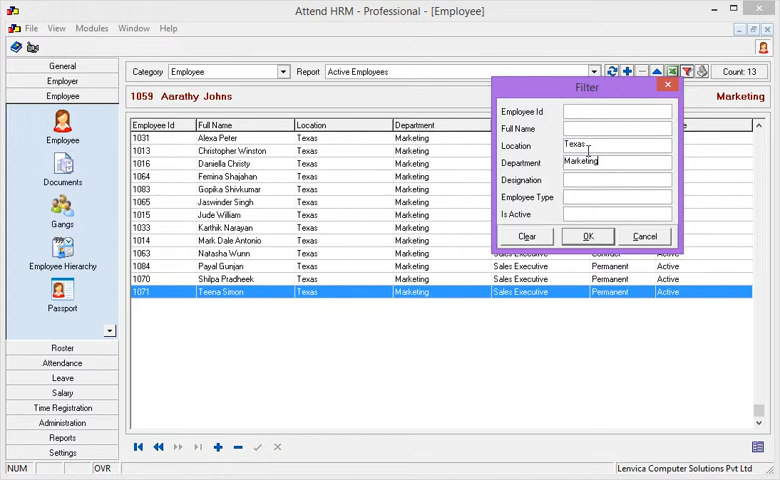 Attend HRM - Professional - [Employee]
File View Modules Window Help
General
Employer
Employee
Employee
Documents
Gangs
Employee Hierarchy
Passport
Roster
Attendance
Leave
Salary
Time Registration
Administration
Reports
Settings
Category Employee Report Active Employees Count: 13
1059 Aarathy Johns Marketing
Employee Id Full Name Location Department
1031 Alexa Peter Texas Marketing
1013 Christopher Winston Texas Marketing
1016 Daniella Christy Texas Marketing
1064 Femina Shajahan Texas Marketing
1083 Gopika Shivkumar Texas Marketing
1065 Jaswinder Singh Texas Marketing
1015 Jude William Texas Marketing
1033 Karthik Narayan Texas Marketing
1014 Mark Dale Antonio Texas Marketing
1063 Natasha Wunn Texas Marketing Sales Executive Contract Active
1084 Payal Gunjan Texas Marketing Sales Executive Permanent Active
1070 Shilpa Pradheek Texas Marketing Sales Executive Permanent Active
1071 Teena Simon Texas Marketing Sales Executive Permanent Active
Filter
Employee Id
Full Name
Location Texas
Department Marketing
Designation
Employee Type
Is Active
Clear OK Cancel
NUM OVR Lenvica Computer Solutions Pvt Ltd